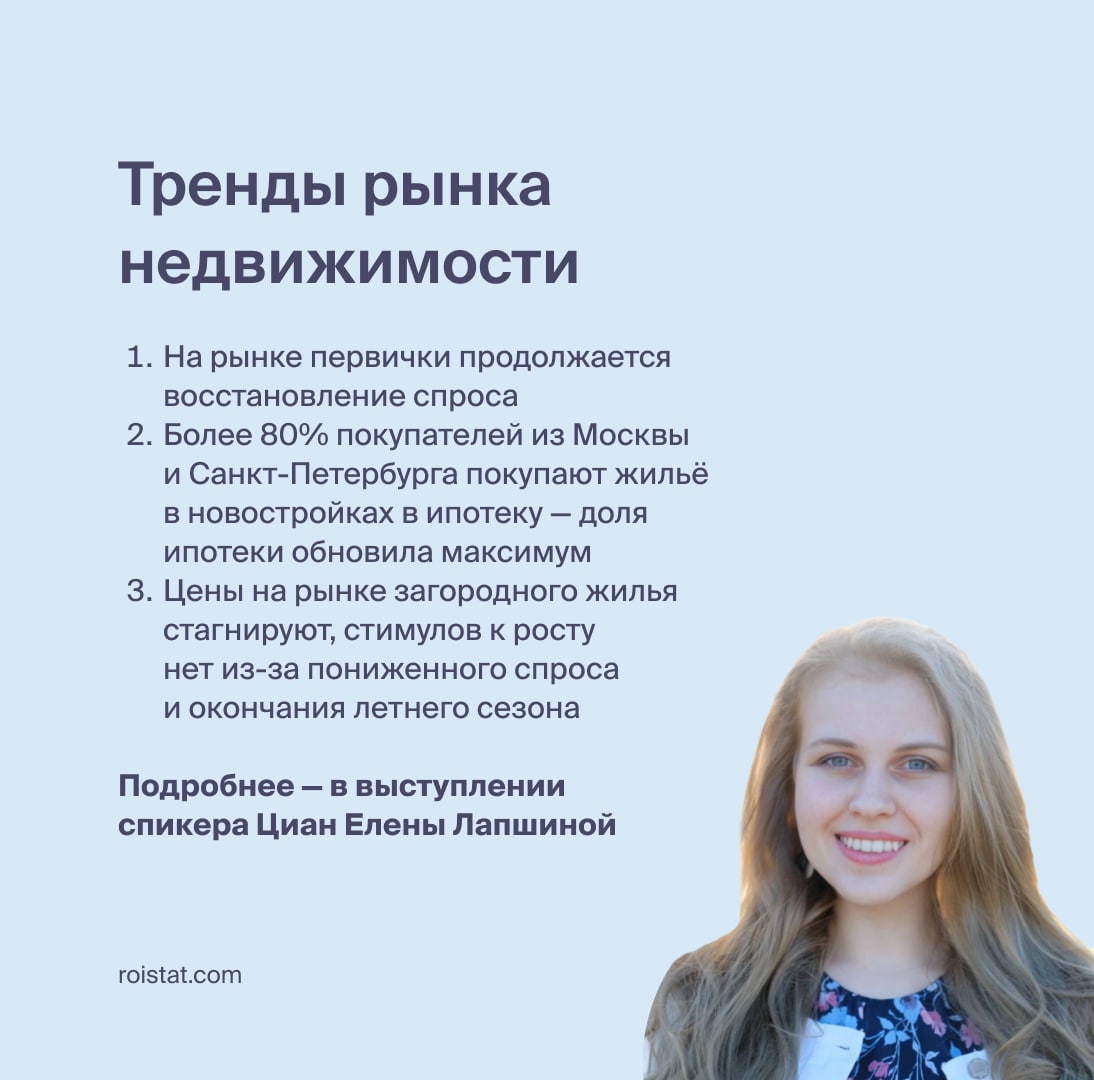 Тренды рынка
недвижимости
1. На рынке первички продолжается
восстановление спроса
2. Более 80% покупателей из Москвы
и Санкт-Петербурга покупают жильё
в новостройках в ипотеку — доля
ипотеки обновила максимум
3. Цены на рынке загородного жилья
стагнируют, стимулов к росту
нет из-за пониженного спроса
и окончания летнего сезона
Подробнее — в выступлении
спикера Циан Елены Лапшиной
roistat.com